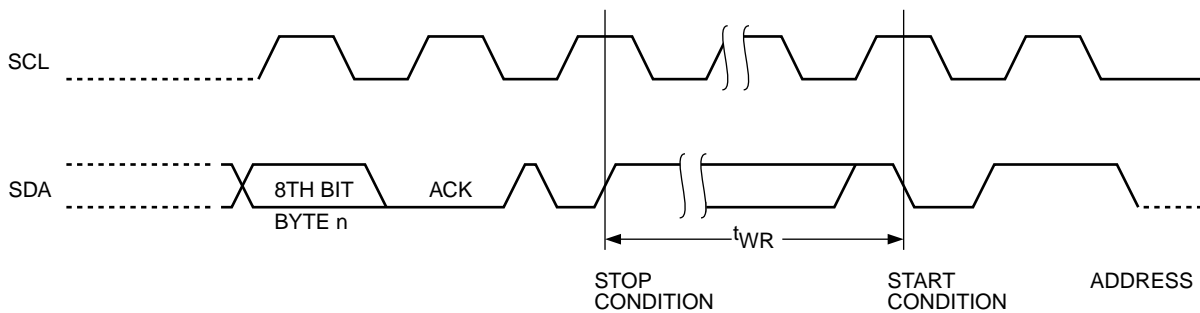 SCL
SDA
8TH BIT
ACK
BYTE n
tWR
STOP
CONDITION
START
CONDITION
ADDRESS